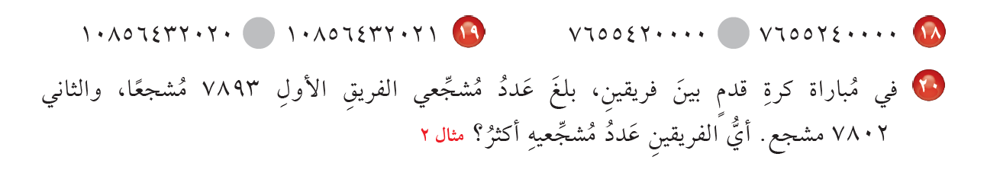 ١٨ ٧٦٥٥٢٤٠٠٠٠ ٧٦٥٥٤٢٠٠٠٠ ١٩ ١٠٨٥٦٤٣٢٠٢١ ١٠٨٥٦٤٣٢٠٢٠
٢٠ في مُباراة كرةِ قدمٍ بينَ فريقينِ، بلغَ عَددُ مُشجِّعي الفريقِ الأولِ ٧٨٩٣ مُشجعًا، والثاني
٧٨٠٢ مشجع. أيُّ الفريقينِ عَددُ مُشجِّعيهِ أكثرُ؟ مثال ٢